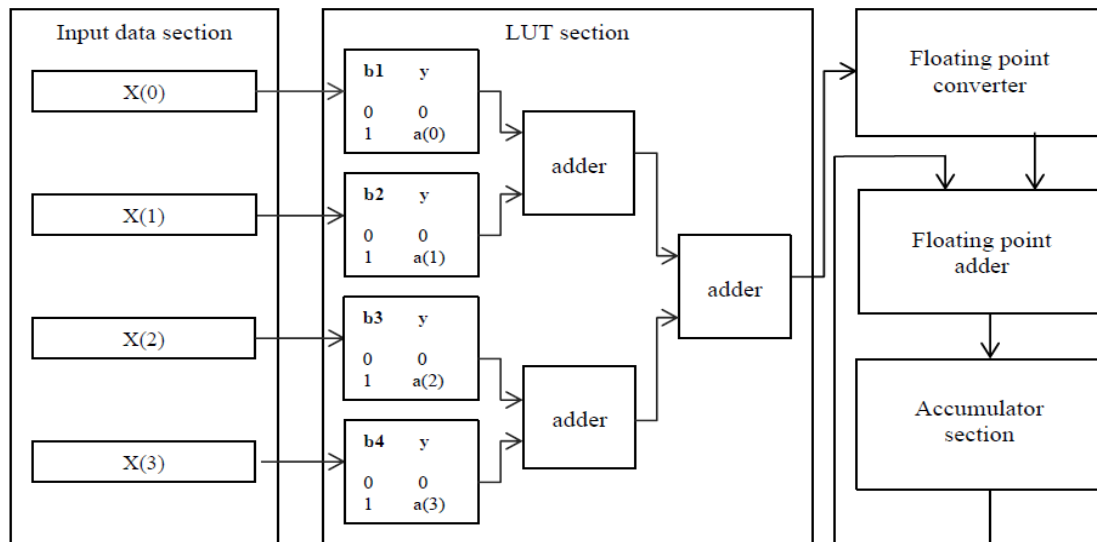 Input data section
X(0)
X(1)
X(2)
X(3)
LUT section
b1 y
0 0
1 a(0)
b2 y
0 0
1 a(1)
b3 y
0 0
1 a(2)
b4 y
0 0
1 a(3)
adder
adder
adder
Floating point
converter
Floating point
adder
Accumulator
section